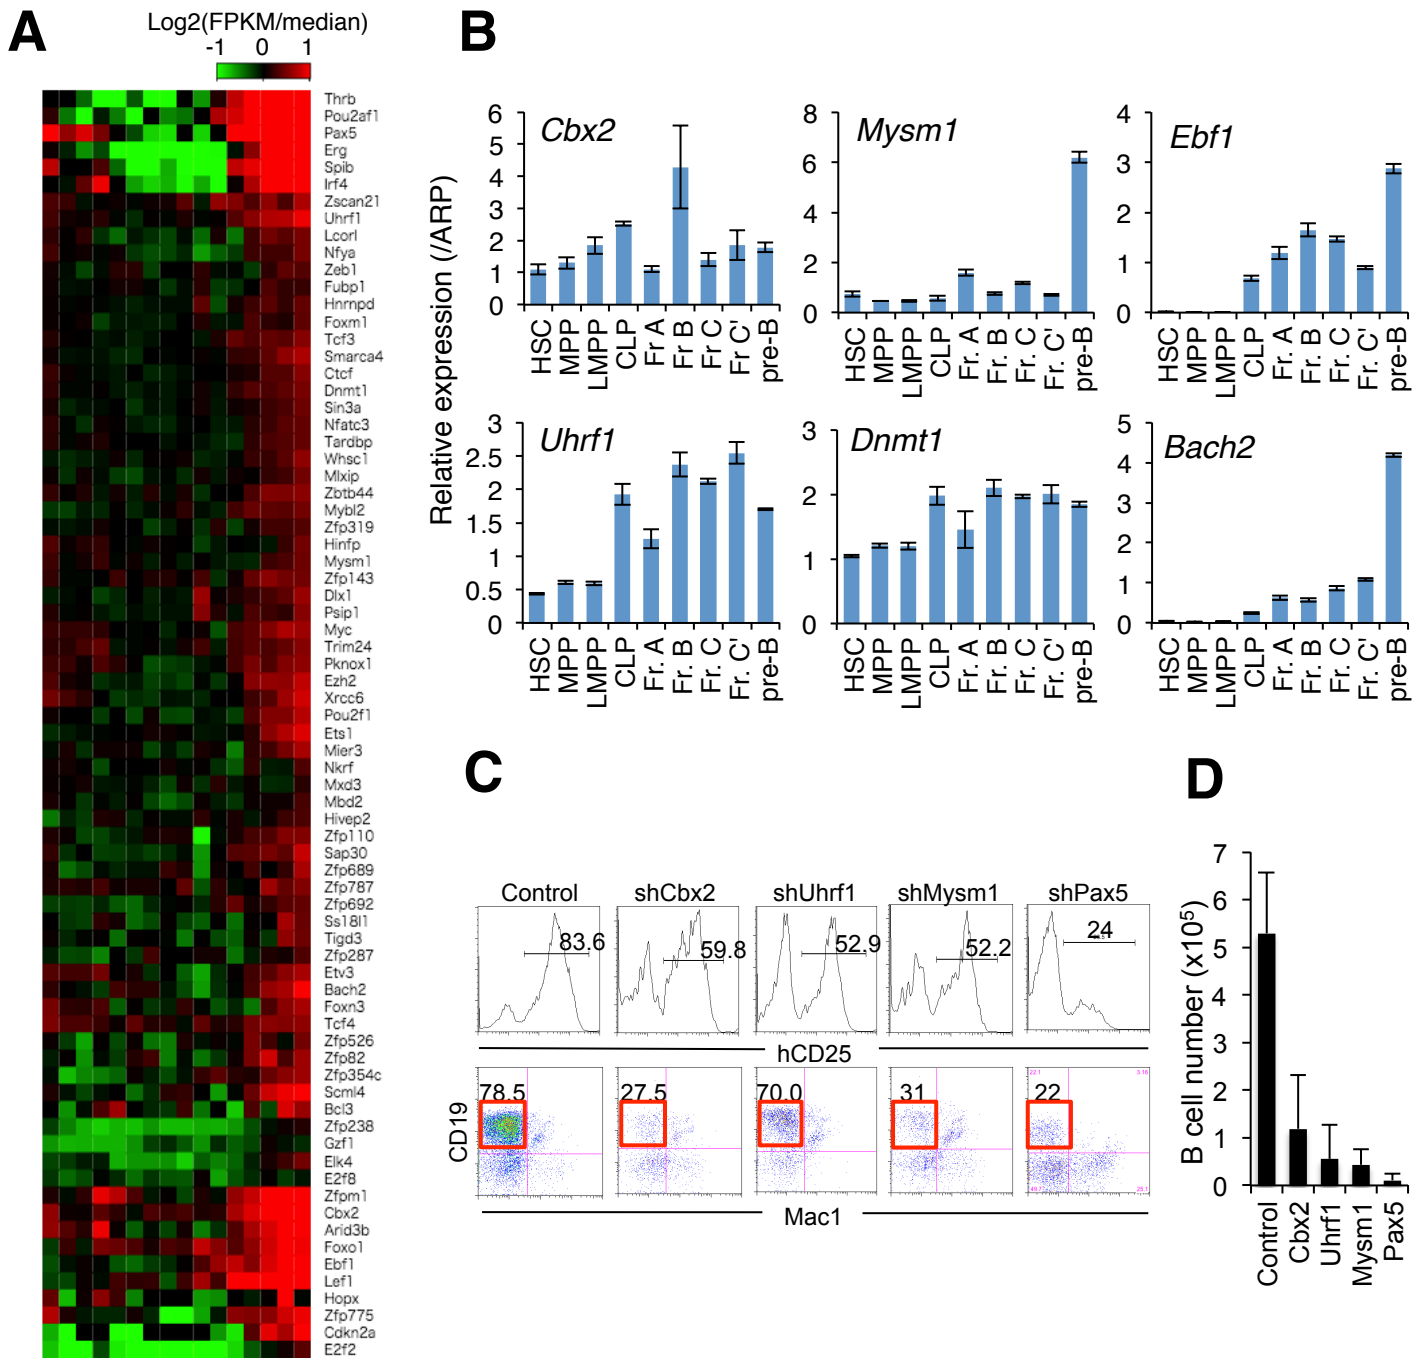 A
Log2(FPKM/median)
-1 0 1
Thrb
Pou2af1
Pax5
Erg
Spib
Irf4
Zscan21
Uhrf1
Lcorl
Nfya
Zeb1
Fubp1
Hnrnpd
Foxm1
Tcf3
Smarca4
Ctcf
Dnmt1
Sin3a
Nfatc3
Tardbp
Whsc1
Mlxip
Zbtb44
Mybl2
Zfp319
Hinfp
Mysm1
Zfp143
Dlx1
Psip1
Myc
Trim24
Pknox1
Ezh2
Xrcc6
Pou2f1
Ets1
Mier3
Nkrf
Mxd3
Mbd2
Hivep2
Zfp110
Sap30
Zfp689
Zfp787
Zfp692
Ss18l1
Tigd3
Zfp287
Etv3
Bach2
Foxn3
Tcf4
Zfp526
Zfp82
Zfp354c
Scml4
Bcl3
Zfp238
Gzf1
Elk4
E2f8
Zfpm1
Cbx2
Arid3b
Foxo1
Ebf1
Lef1
Hopx
Zfp775
Cdkn2a
E2f2
B
Relative expression (/ARP)
Cbx2
6
5
4
3
2
1
0
HSC
MPP
LMPP
CLP
Fr A
Fr B
Fr C
Fr C'
pre-B
Mysm1
8
6
4
2
0
HSC
MPP
LMPP
CLP
Fr. A
Fr. B
Fr. C
Fr. C'
pre-B
Ebf1
4
3
2
1
0
HSC
MPP
LMPP
CLP
Fr. A
Fr. B
Fr. C
Fr. C'
pre-B
Uhrf1
3
2.5
2
1.5
1
0.5
0
HSC
MPP
LMPP
CLP
Fr. A
Fr. B
Fr. C
Fr. C'
pre-B
Dnmt1
3
2
1
0
HSC
MPP
LMPP
CLP
Fr. A
Fr. B
Fr. C
Fr. C'
pre-B
Bach2
5
4
3
2
1
0
HSC
MPP
LMPP
CLP
Fr. A
Fr. B
Fr. C
Fr. C'
pre-B
C
Control shCbx2 shUhrf1 shMysm1 shPax5
83.6 59.8 52.9 52.2 24
hCD25
78.5 27.5 70.0 31 22
CD19
Mac1
D
B cell number (x10⁵)
7
6
5
4
3
2
1
0
Control
Cbx2
Uhrf1
Mysm1
Pax5